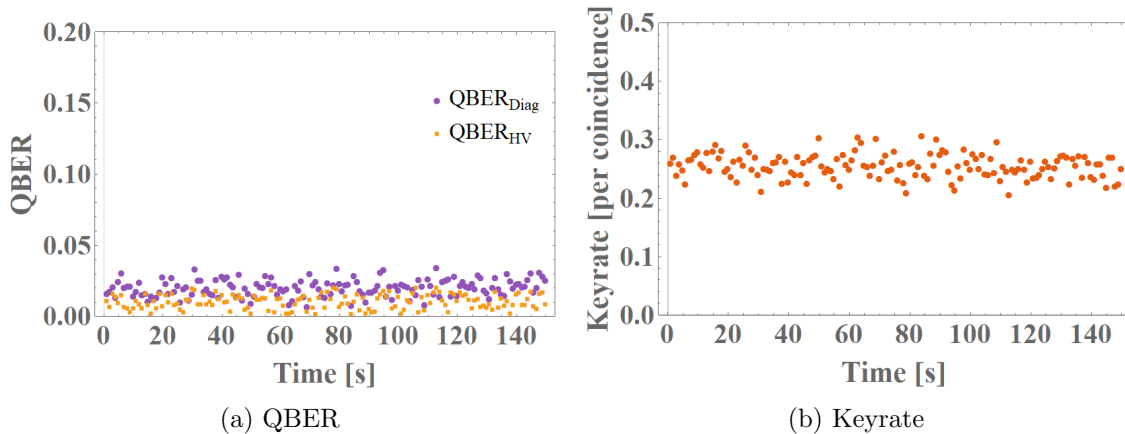 0.20
0.15
0.10
0.05
0.00
QBER
QBER_Diag
QBER_HV
0 20 40 60 80 100 120 140
Time [s]
(a) QBER
0.5
0.4
0.3
0.2
0.1
0.0
Keyrate [per coincidence]
0 20 40 60 80 100 120 140
Time [s]
(b) Keyrate